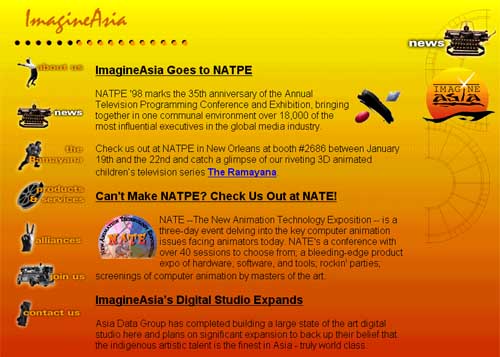 ImagineAsia
news
about us
news
the Ramayana
products & services
alliances
join us
contact us
IMAGINE
asia
ImagineAsia Goes to NATPE
NATPE '98 marks the 35th anniversary of the Annual
Television Programming Conference and Exhibition, bringing
together in one communal environment over 18,000 of the
most influential executives in the global media industry.
Check us out at NATPE in New Orleans at booth #2686 between January
19th and the 22nd and catch a glimpse of our riveting 3D animated
children's television series The Ramayana.
Can't Make NATPE? Check Us Out at NATE!
NATE
NATE --The New Animation Technology Exposition -- is a
three-day event delving into the key computer animation
issues facing animators today. NATE's a conference with
over 40 sessions to choose from; a bleeding-edge product
expo of hardware, software, and tools; rockin' parties;
screenings of computer animation by masters of the art.
ImagineAsia's Digital Studio Expands
Asia Data Group has completed building a large state of the art digital
studio here and plans on significant expansion to back up their belief that
the indigenous artistic talent is the finest in Asia - truly world class.